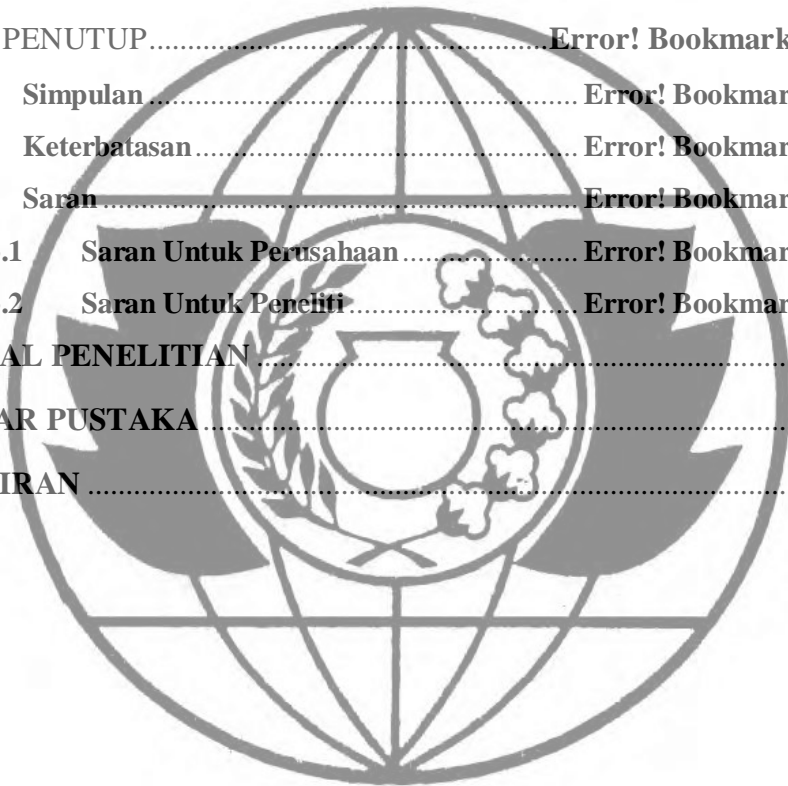 PENUTUP..........Error! Bookmark
Simpulan..........Error! Bookmar
Keterbatasan..........Error! Bookmar
Saran..........Error! Bookmar
.1 Saran Untuk Perusahaan..........Error! Bookmar
.2 Saran Untuk Peneliti..........Error! Bookmar
AL PENELITIAN..........
AR PUSTAKA..........
IRAN..........